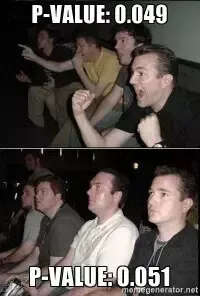 P-VALUE: 0.049
P-VALUE: 0.051
memegenerator.net